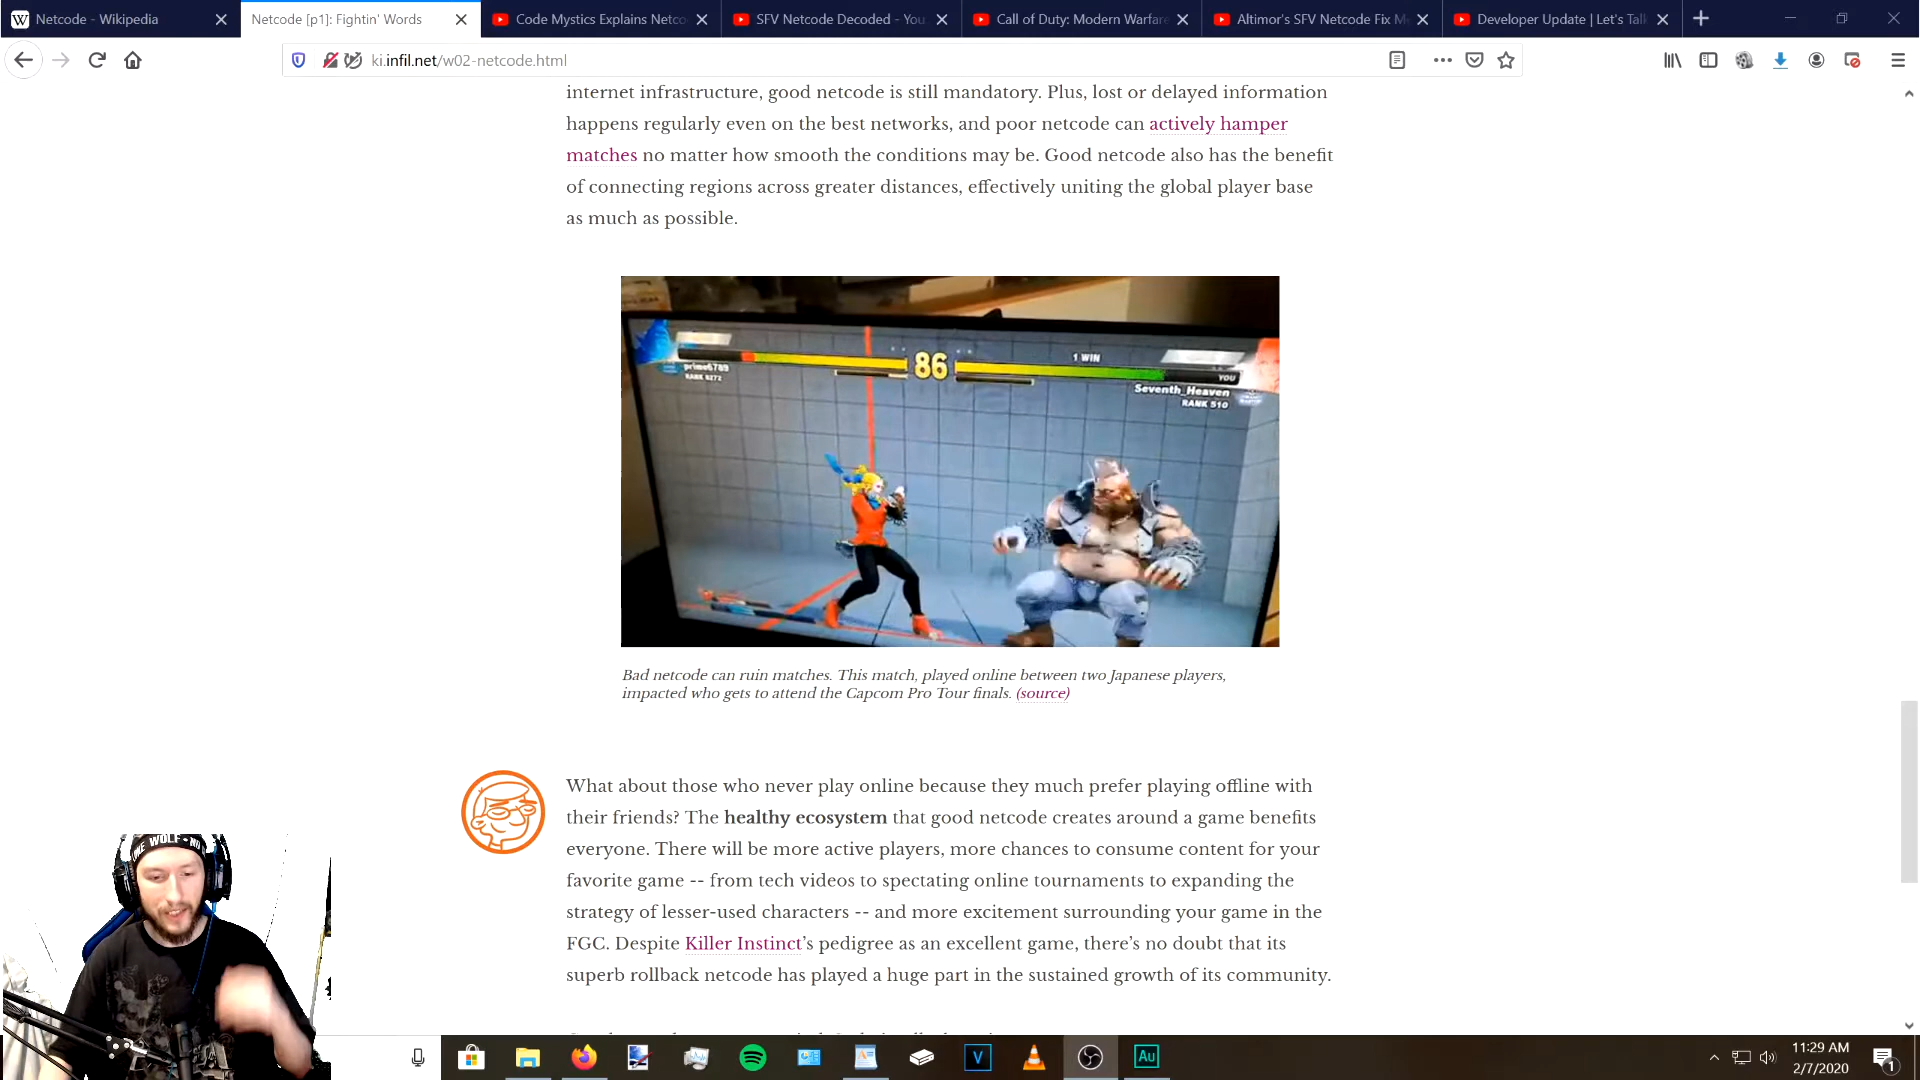 Netcode - Wikipedia
Netcode [p1]: Fightin' Words
Code Mystics Explains Netco
SFV Netcode Decoded - You
Call of Duty: Modern Warfare
Altimor's SFV Netcode Fix M
Developer Update | Let's Talk
ki.infil.net/w02-netcode.html
internet infrastructure, good netcode is still mandatory. Plus, lost or delayed information
happens regularly even on the best networks, and poor netcode can actively hamper
matches no matter how smooth the conditions may be. Good netcode also has the benefit
of connecting regions across greater distances, effectively uniting the global player base
as much as possible.
86
1 WIN
prime6789
RANK 6272
YOU
Seventh_Heaven
RANK 510
Bad netcode can ruin matches. This match, played online between two Japanese players,
impacted who gets to attend the Capcom Pro Tour finals. (source)
What about those who never play online because they much prefer playing offline with
their friends? The healthy ecosystem that good netcode creates around a game benefits
everyone. There will be more active players, more chances to consume content for your
favorite game -- from tech videos to spectating online tournaments to expanding the
strategy of lesser-used characters -- and more excitement surrounding your game in the
FGC. Despite Killer Instinct's pedigree as an excellent game, there's no doubt that its
superb rollback netcode has played a huge part in the sustained growth of its community.
NE WOLF - NO
V
Au
11:29 AM
2/7/2020
1